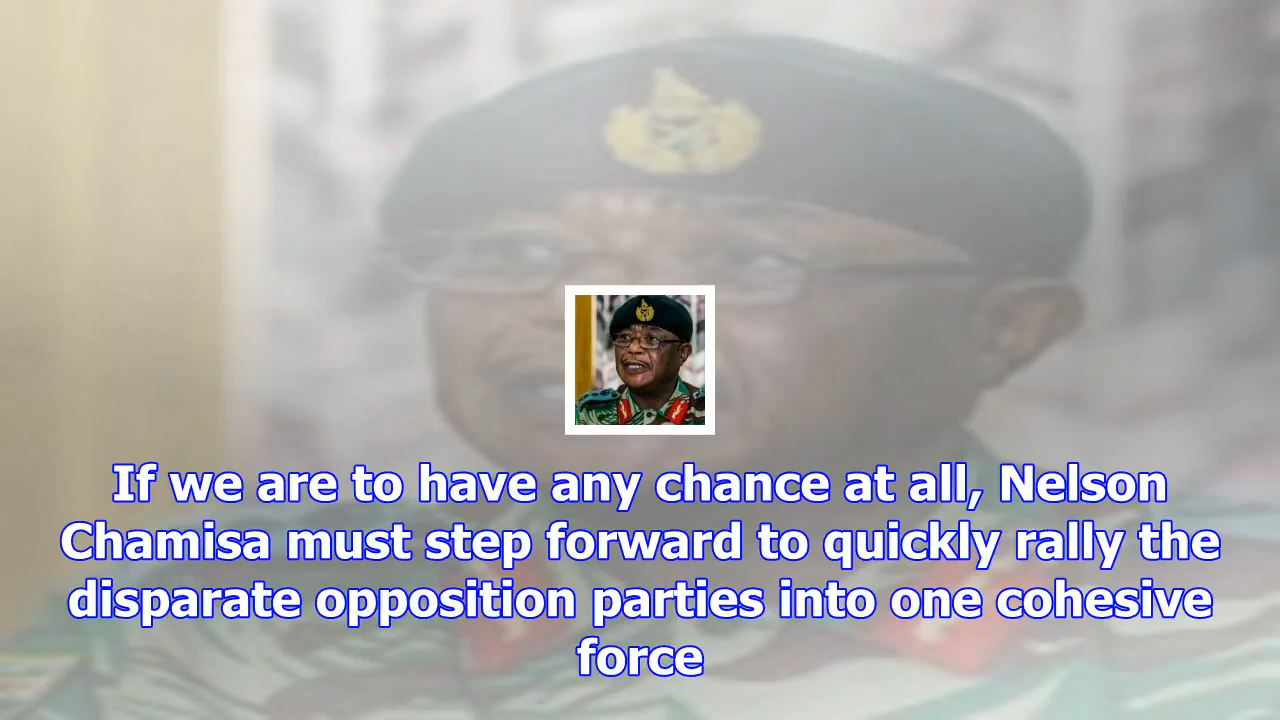 If we are to have any chance at all, Nelson
Chamisa must step forward to quickly rally the
disparate opposition parties into one cohesive
force